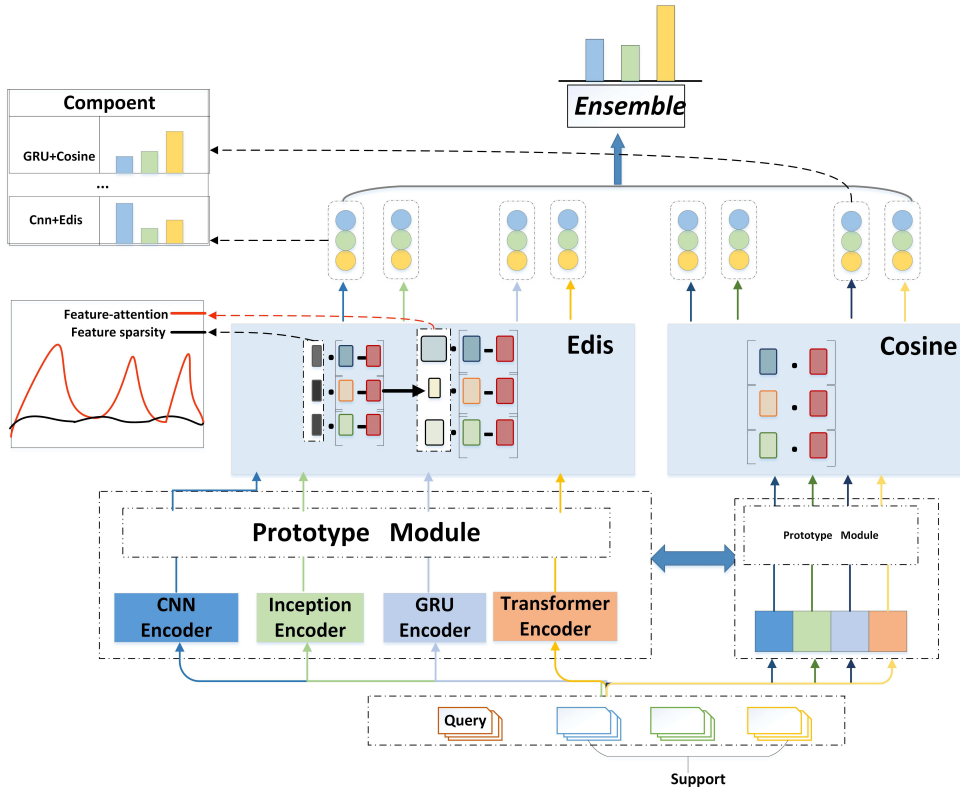 Ensemble
Compoent
GRU+Cosine
...
Cnn+Edis
Feature-attention
Feature sparsity
Edis
Cosine
Prototype Module
Prototype Module
CNN
Encoder
Inception
Encoder
GRU
Encoder
Transformer
Encoder
Query
Support